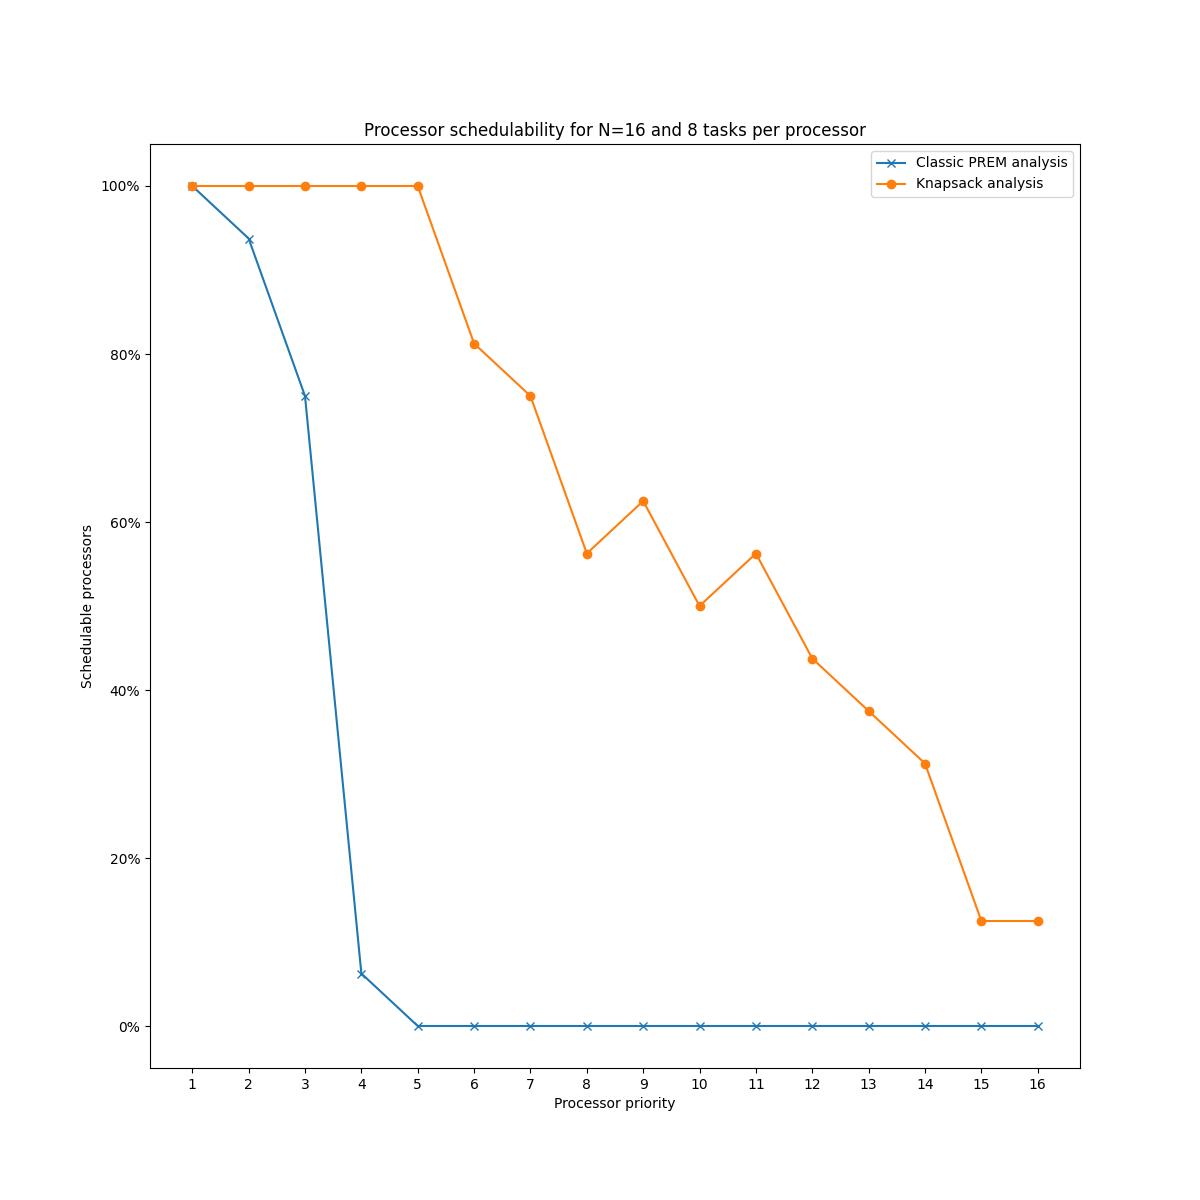 Processor schedulability for N=16 and 8 tasks per processor
Classic PREM analysis
Knapsack analysis
100%
80%
60%
40%
20%
0%
Schedulable processors
1 2 3 4 5 6 7 8 9 10 11 12 13 14 15 16
Processor priority